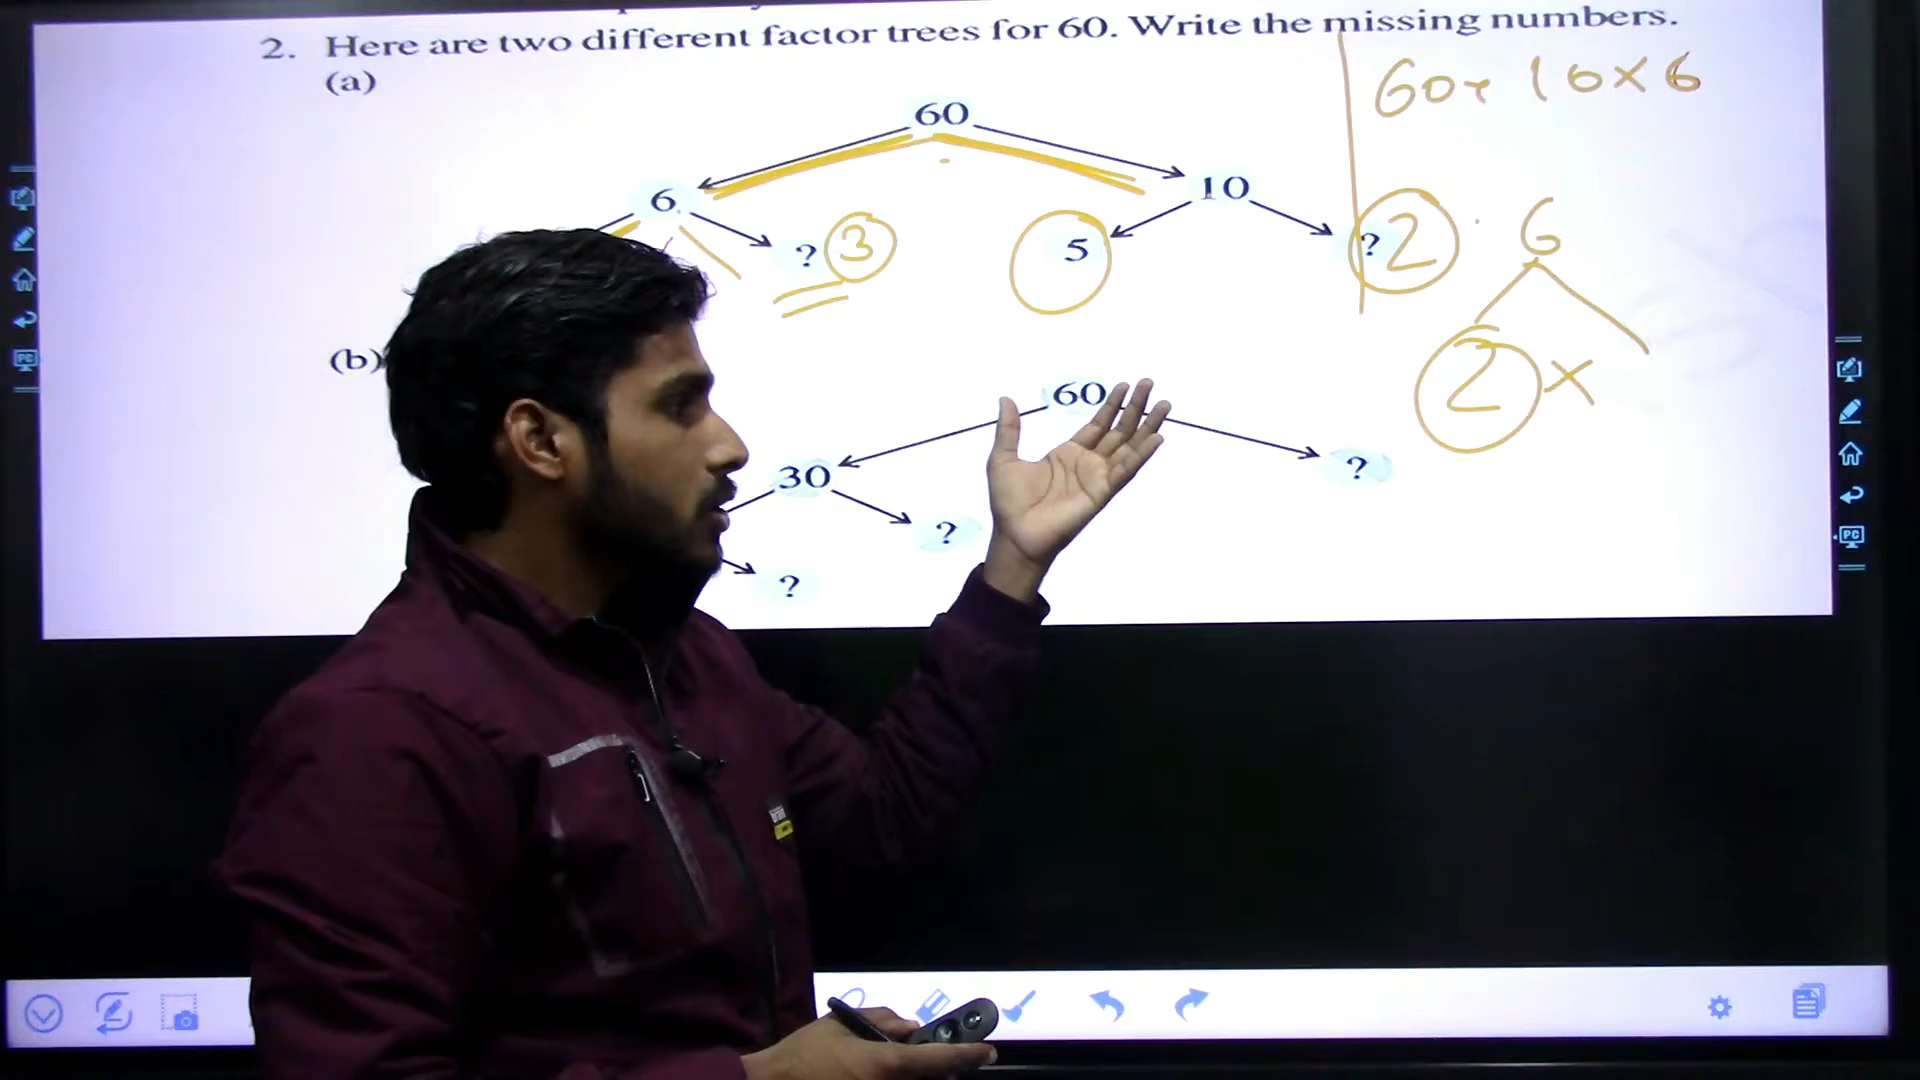 2. Here are two different factor trees for 60. Write the missing numbers.
(a)
60
60 = 10 x 6
6
10
? 3
5
? 2
6
(b)
60
2 x
30
?
?
?